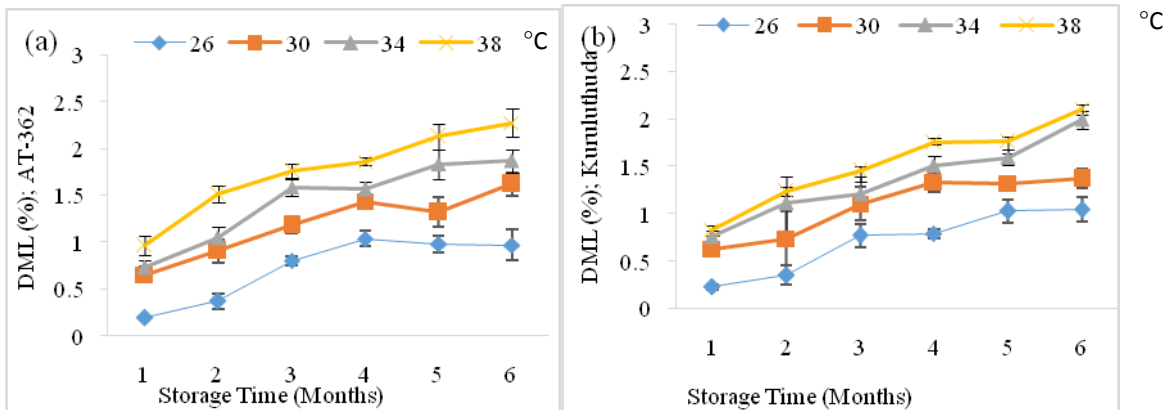 (a)
26 30 34 38 °C
3
2.5
2
1.5
1
0.5
0
DML (%); AT-362
1 2 3 4 5 6
Storage Time (Months)
(b)
26 30 34 38 °C
3
2.5
2
1.5
1
0.5
0
DML (%); Kuruluthuda
1 2 3 4 5 6
Storage Time (Months)